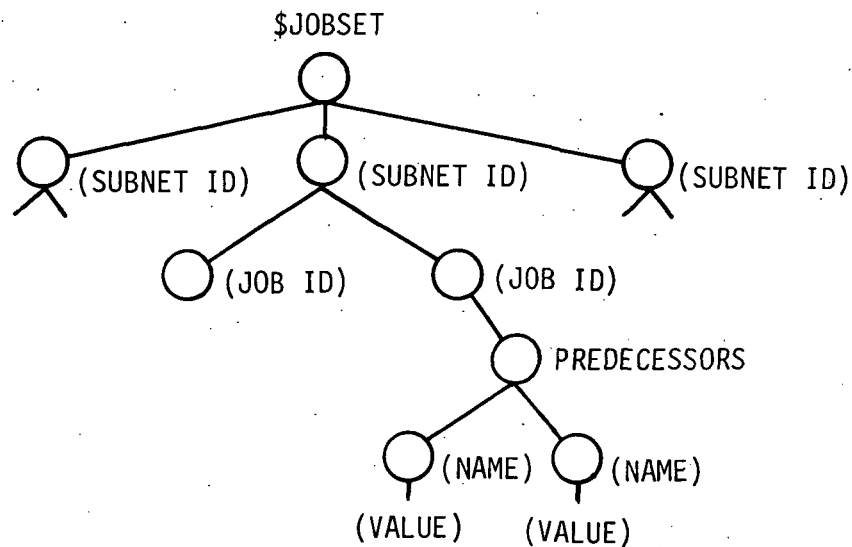 $JOBSET
(SUBNET ID) (SUBNET ID) (SUBNET ID)
(JOB ID) (JOB ID)
PREDECESSORS
(NAME) (NAME)
(VALUE) (VALUE)